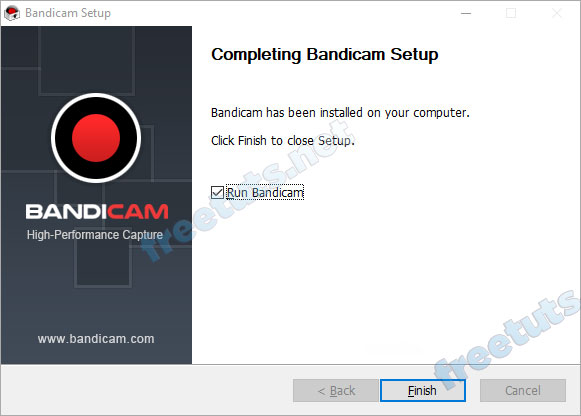 Bandicam Setup
Completing Bandicam Setup
Bandicam has been installed on your computer.
Click Finish to close Setup.
Run Bandicam
BANDICAM
High-Performance Capture
www.bandicam.com
freetuts.net
freetuts
< Back
Finish
Cancel